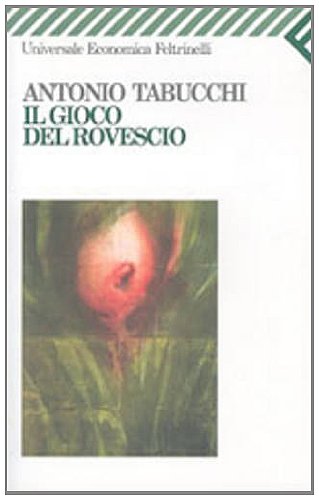 Universale Economica Feltrinelli
ANTONIO TABUCCHI
IL GIOCO
DEL ROVESCIO